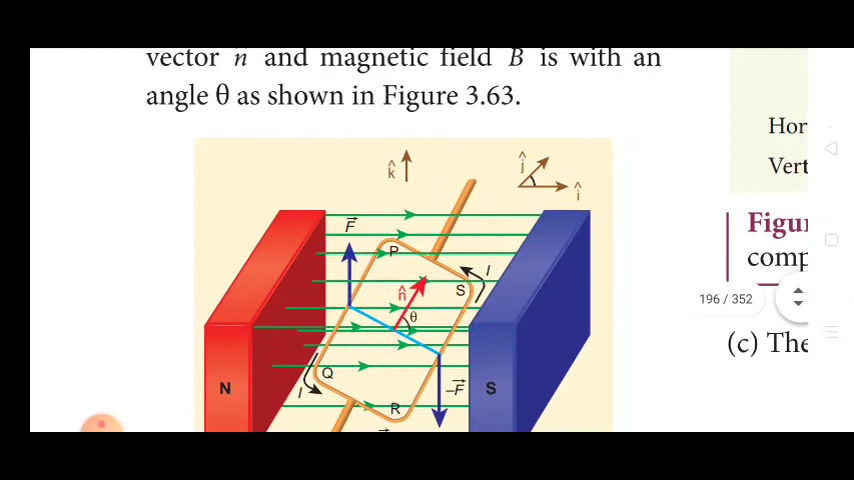 vector n and magnetic field B is with an
angle θ as shown in Figure 3.63.
k̂
ĵ
î
F⃗
P
I
S
n̂
θ
Q
I
N
-F⃗
S
R
Hor
Vert
Figur
comp
196 / 352
(c) The